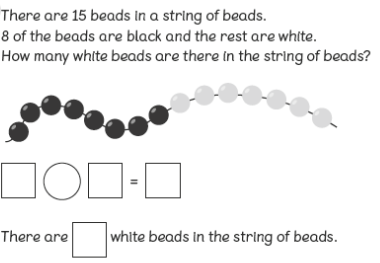 There are 15 beads in a string of beads.
8 of the beads are black and the rest are white.
How many white beads are there in the string of beads?
=
There are white beads in the string of beads.